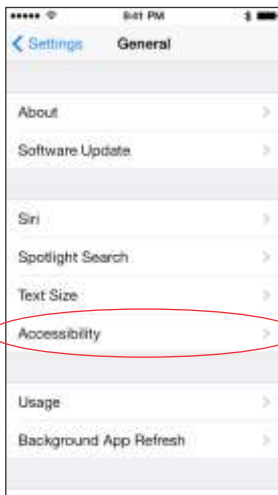 9:41 PM
Settings General
About
Software Update
Siri
Spotlight Search
Text Size
Accessibility
Usage
Background App Refresh